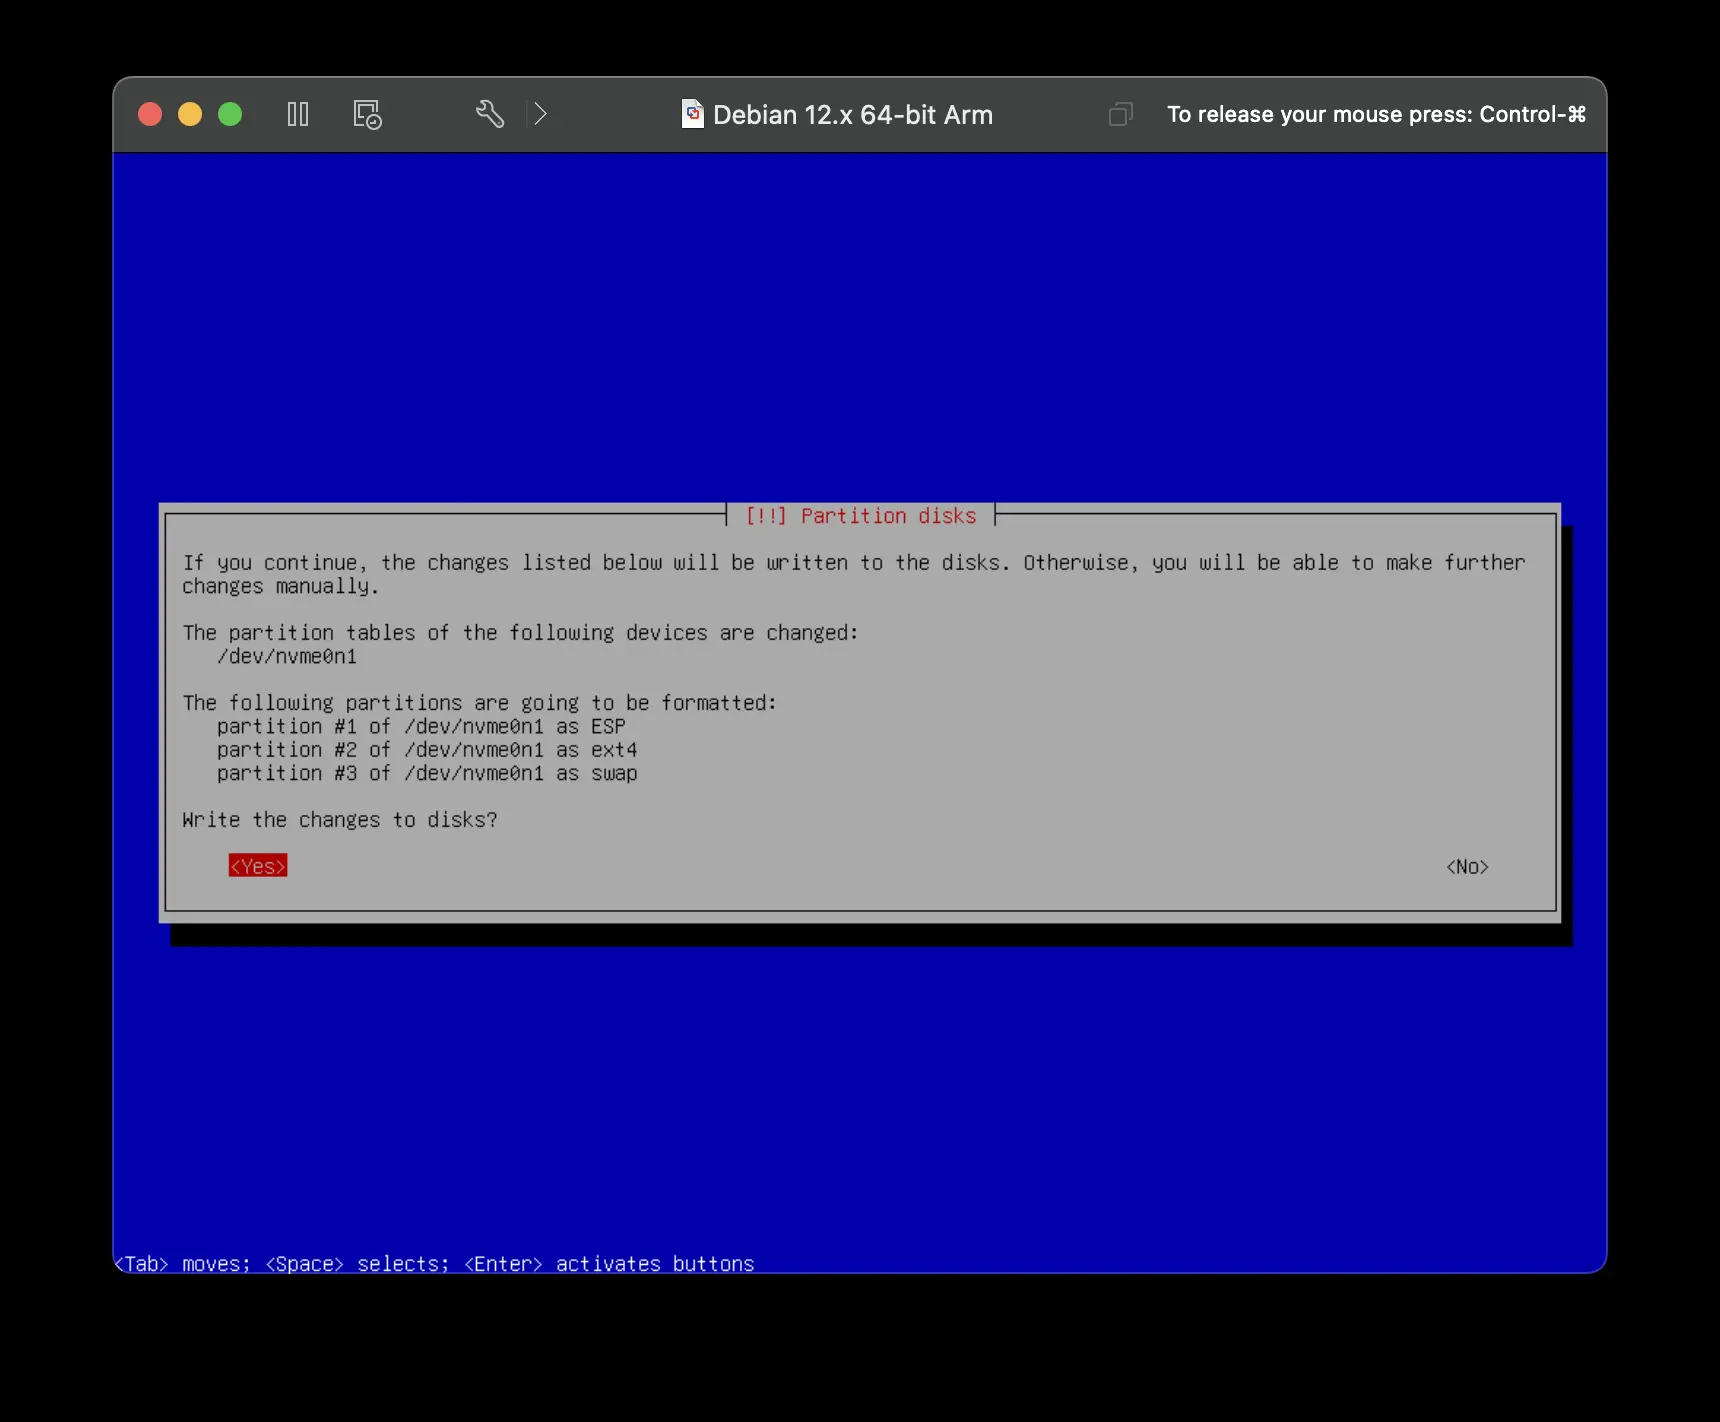 Debian 12.x 64-bit Arm
To release your mouse press: Control-⌘
[!!] Partition disks
If you continue, the changes listed below will be written to the disks. Otherwise, you will be able to make further
changes manually.
The partition tables of the following devices are changed:
/dev/nvme0n1
The following partitions are going to be formatted:
partition #1 of /dev/nvme0n1 as ESP
partition #2 of /dev/nvme0n1 as ext4
partition #3 of /dev/nvme0n1 as swap
Write the changes to disks?
<Yes>
<No>
<Tab> moves; <Space> selects; <Enter> activates buttons